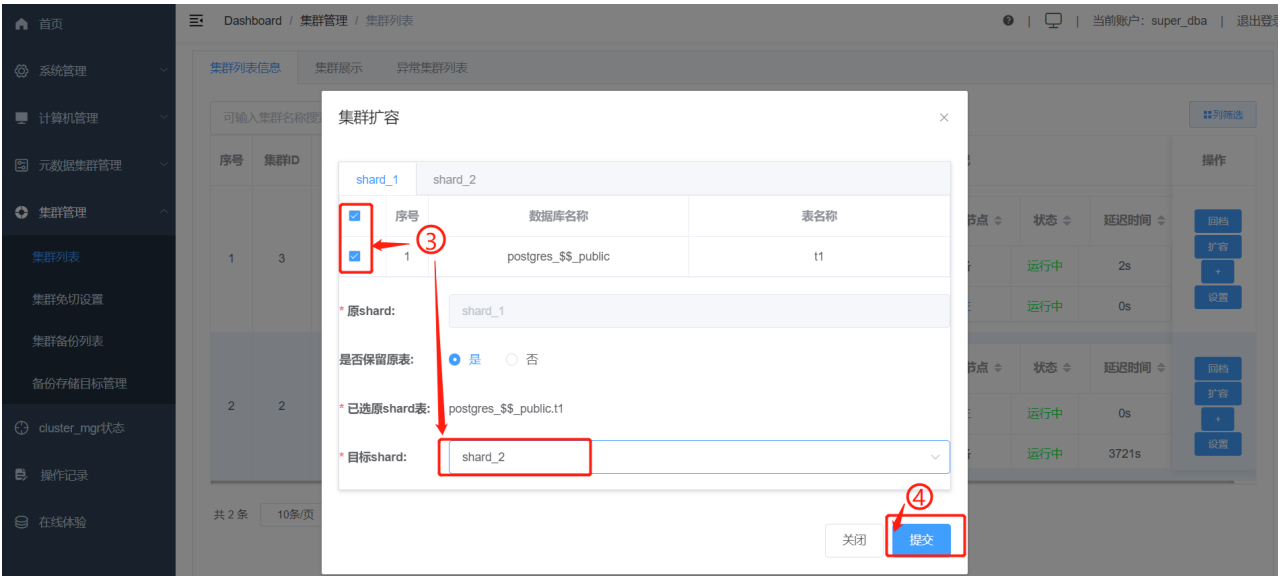 首页
Dashboard / 集群管理 / 集群列表
| 当前账户：super_dba | 退出登录
系统管理
计算机管理
元数据集群管理
集群管理
集群列表
集群免切设置
集群备份列表
备份存储目标管理
cluster_mgr状态
操作记录
在线体验
集群列表信息 集群展示 异常集群列表
可输入集群名称搜
列筛选
序号 集群ID 操作
节点 状态 延迟时间
1 3
运行中 2s
运行中 0s
回档
扩容
+
设置
节点 状态 延迟时间
2 2
运行中 0s
运行中 3721s
回档
扩容
+
设置
共 2 条 10条/页
集群扩容
shard_1 shard_2
序号 数据库名称 表名称
③
1 postgres_$$_public t1
* 原shard: shard_1
是否保留原表: 是 否
* 已选原shard表: postgres_$$_public.t1
* 目标shard: shard_2
④
关闭 提交